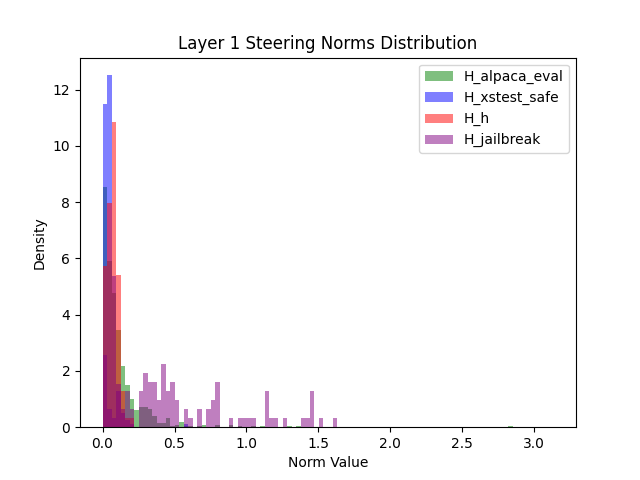 Layer 1 Steering Norms Distribution
H_alpaca_eval
H_xstest_safe
H_h
H_jailbreak
12
10
8
6
4
2
0
Density
0.0 0.5 1.0 1.5 2.0 2.5 3.0
Norm Value